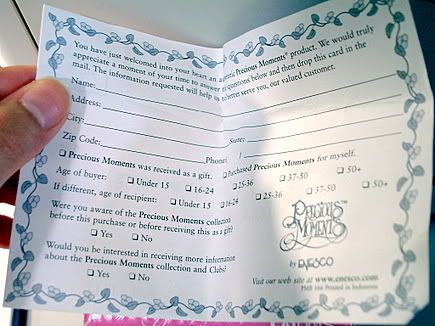 You have just welcomed into your heart an authentic Precious Moments® product. We would truly
appreciate a moment of your time to answer the questions below and then drop this card in the
mail. The information requested will help us to better serve you, our valued customer.
Name:
Address:
City:
State:
Zip Code: Phone( )
❑ Precious Moments was received as a gift. ❑ Purchased Precious Moments for myself.
Age of buyer: ❑ Under 15 ❑ 16-24 ❑ 25-36 ❑ 37-50 ❑ 50+
If different, age of recipient: ❑ Under 15 ❑ 16-24 ❑ 25-36 ❑ 37-50 ❑ 50+
Were you aware of the Precious Moments collection
before this purchase or before receiving this as a gift?
❑ Yes ❑ No
Would you be interested in receiving more information
about the Precious Moments collection and Clubs?
❑ Yes ❑ No
Precious
Moments™
by ENESCO
Visit our web site at www.enesco.com
Printed in Indonesia